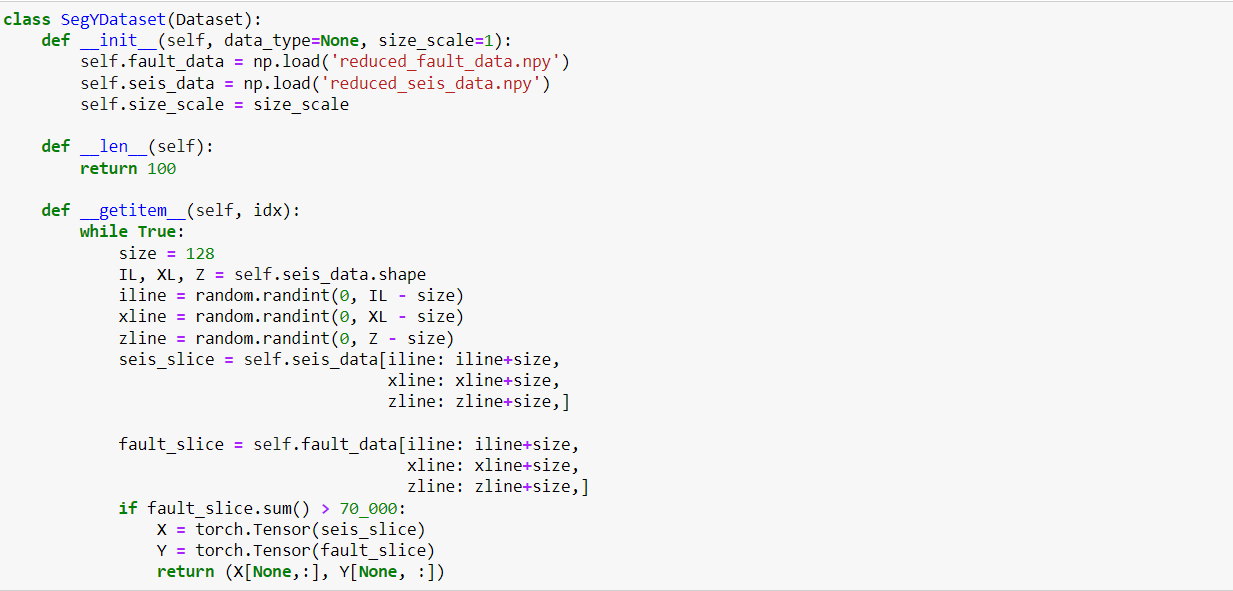 class SegYDataset(Dataset):
    def __init__(self, data_type=None, size_scale=1):
        self.fault_data = np.load('reduced_fault_data.npy')
        self.seis_data = np.load('reduced_seis_data.npy')
        self.size_scale = size_scale

    def __len__(self):
        return 100

    def __getitem__(self, idx):
        while True:
            size = 128
            IL, XL, Z = self.seis_data.shape
            iline = random.randint(0, IL - size)
            xline = random.randint(0, XL - size)
            zline = random.randint(0, Z - size)
            seis_slice = self.seis_data[iline: iline+size,
                                        xline: xline+size,
                                        zline: zline+size,]

            fault_slice = self.fault_data[iline: iline+size,
                                          xline: xline+size,
                                          zline: zline+size,]
            if fault_slice.sum() > 70_000:
                X = torch.Tensor(seis_slice)
                Y = torch.Tensor(fault_slice)
                return (X[None,:], Y[None, :])